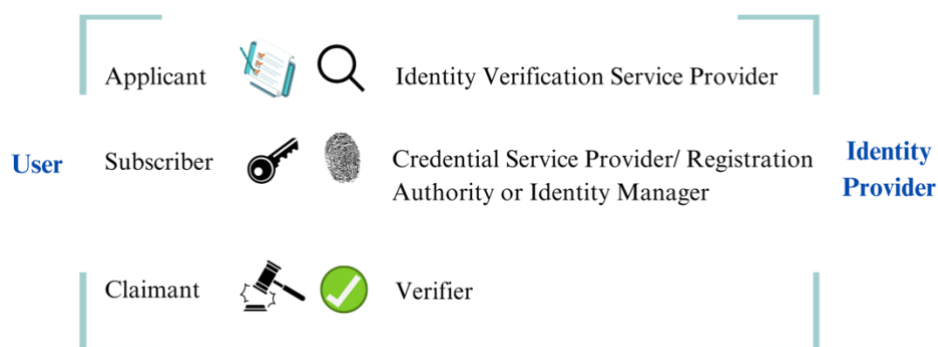 Applicant
Identity Verification Service Provider
User
Subscriber
Credential Service Provider/ Registration
Authority or Identity Manager
Identity
Provider
Claimant
Verifier